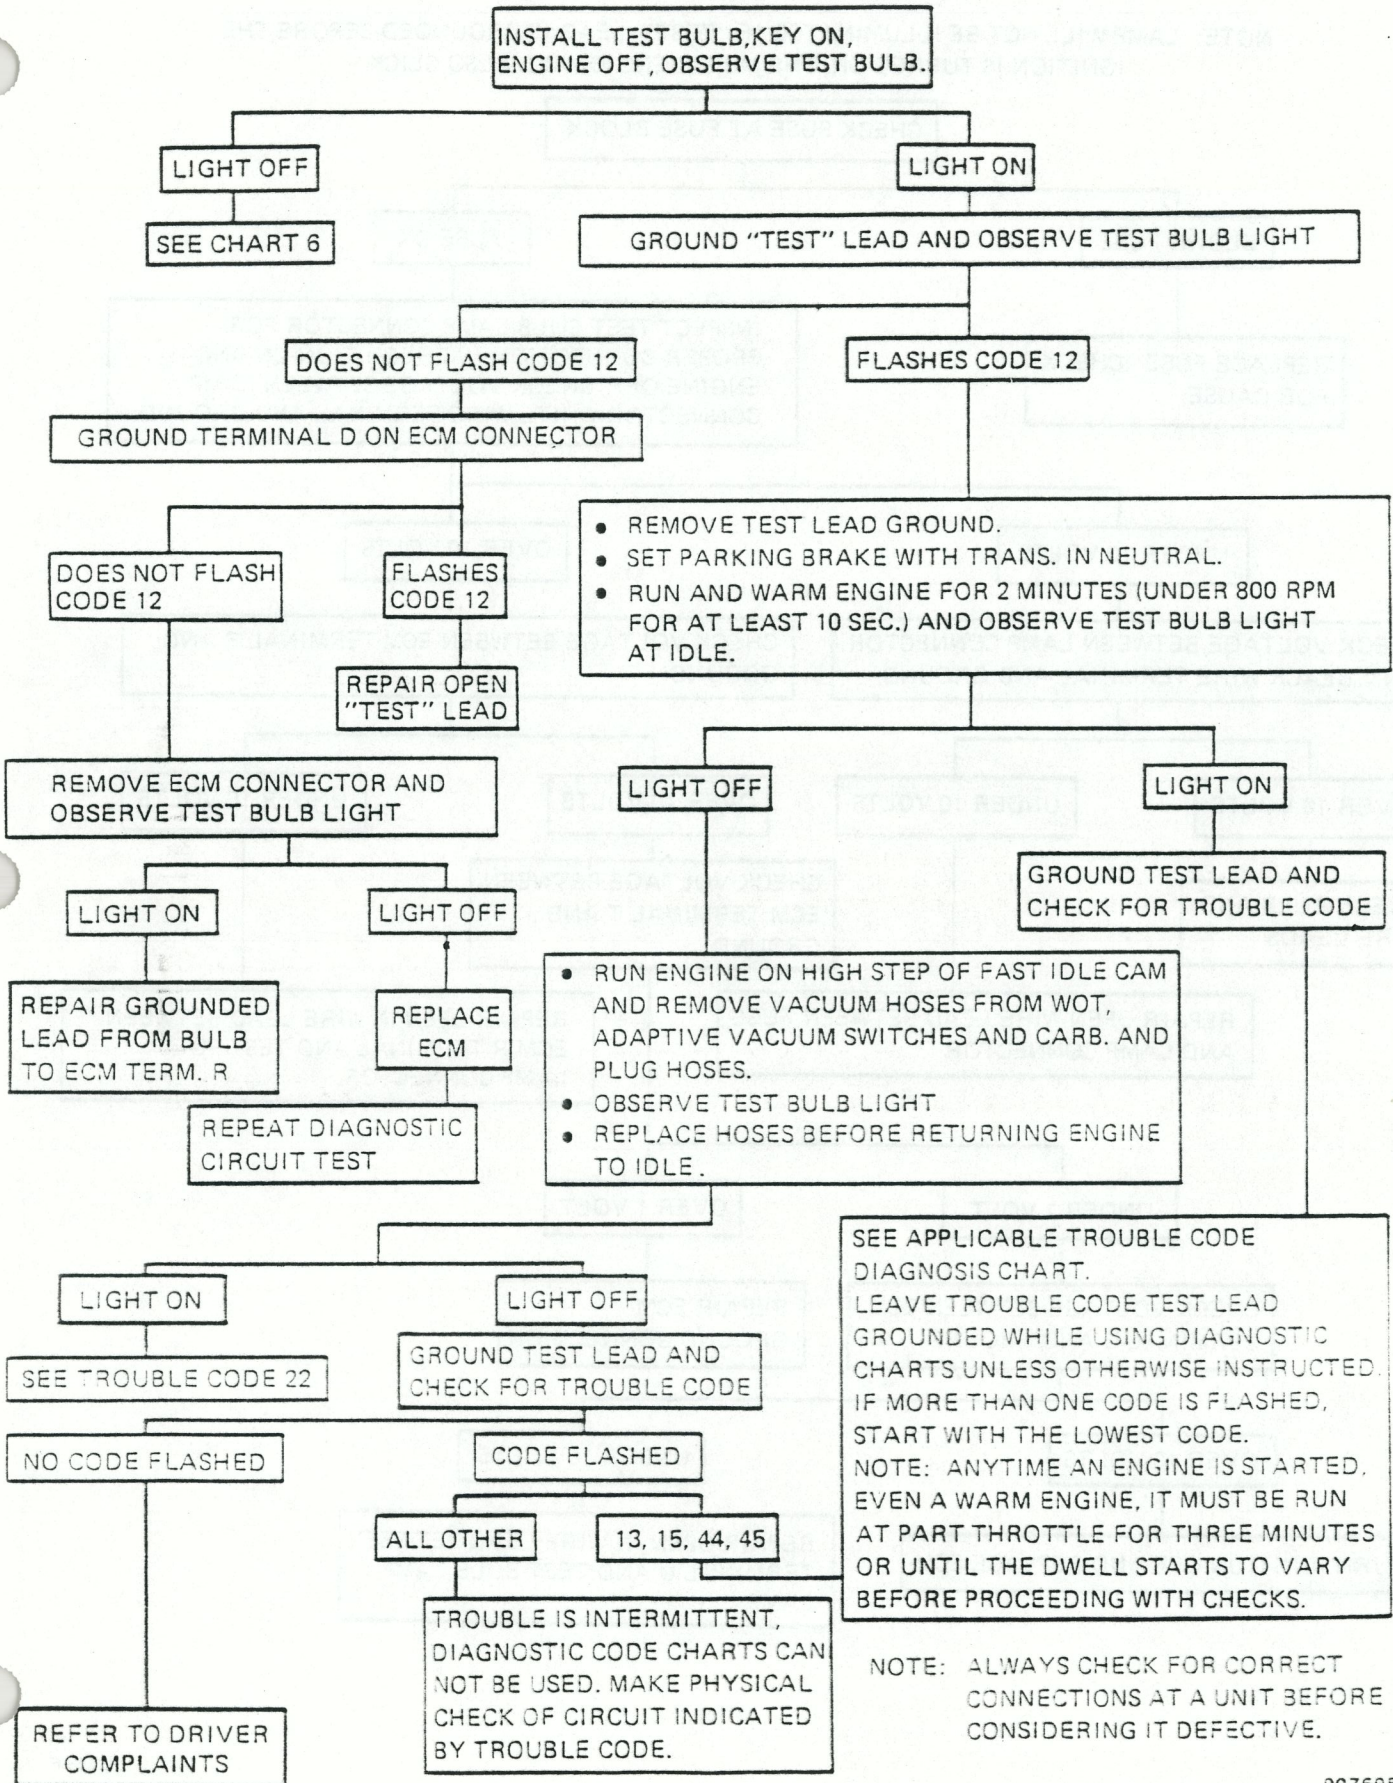 INSTALL TEST BULB,KEY ON,
ENGINE OFF, OBSERVE TEST BULB
LIGHT OFF
LIGHT ON
SEE CHART 6
GROUND "TEST" LEAD AND OBSERVE TEST BULB LIGHT
DOES NOT FLASH CODE 12
FLASHES CODE 12
GROUND TERMINAL D ON ECM CONNECTOR
• REMOVE TEST LEAD GROUND.
• SET PARKING BRAKE WITH TRANS. IN NEUTRAL.
• RUN AND WARM ENGINE FOR 2 MINUTES (UNDER 800 RPM
FOR AT LEAST 10 SEC.) AND OBSERVE TEST BULB LIGHT
AT IDLE.
DOES NOT FLASH
CODE 12
FLASHES
CODE 12
REPAIR OPEN
"TEST" LEAD
REMOVE ECM CONNECTOR AND
OBSERVE TEST BULB LIGHT
LIGHT OFF
LIGHT ON
LIGHT ON
LIGHT OFF
GROUND TEST LEAD AND
CHECK FOR TROUBLE CODE
REPAIR GROUNDED
LEAD FROM BULB
TO ECM TERM. R
REPLACE
ECM
• RUN ENGINE ON HIGH STEP OF FAST IDLE CAM
AND REMOVE VACUUM HOSES FROM WOT,
ADAPTIVE VACUUM SWITCHES AND CARB. AND
PLUG HOSES.
• OBSERVE TEST BULB LIGHT
• REPLACE HOSES BEFORE RETURNING ENGINE
TO IDLE.
REPEAT DIAGNOSTIC
CIRCUIT TEST
LIGHT ON
LIGHT OFF
SEE TROUBLE CODE 22
GROUND TEST LEAD AND
CHECK FOR TROUBLE CODE
SEE APPLICABLE TROUBLE CODE
DIAGNOSIS CHART.
LEAVE TROUBLE CODE TEST LEAD
GROUNDED WHILE USING DIAGNOSTIC
CHARTS UNLESS OTHERWISE INSTRUCTED.
IF MORE THAN ONE CODE IS FLASHED,
START WITH THE LOWEST CODE.
NOTE: ANYTIME AN ENGINE IS STARTED,
EVEN A WARM ENGINE, IT MUST BE RUN
AT PART THROTTLE FOR THREE MINUTES
OR UNTIL THE DWELL STARTS TO VARY
BEFORE PROCEEDING WITH CHECKS.
NO CODE FLASHED
CODE FLASHED
ALL OTHER
13, 15, 44, 45
TROUBLE IS INTERMITTENT,
DIAGNOSTIC CODE CHARTS CAN
NOT BE USED. MAKE PHYSICAL
CHECK OF CIRCUIT INDICATED
BY TROUBLE CODE.
REFER TO DRIVER
COMPLAINTS
NOTE: ALWAYS CHECK FOR CORRECT
CONNECTIONS AT A UNIT BEFORE
CONSIDERING IT DEFECTIVE.